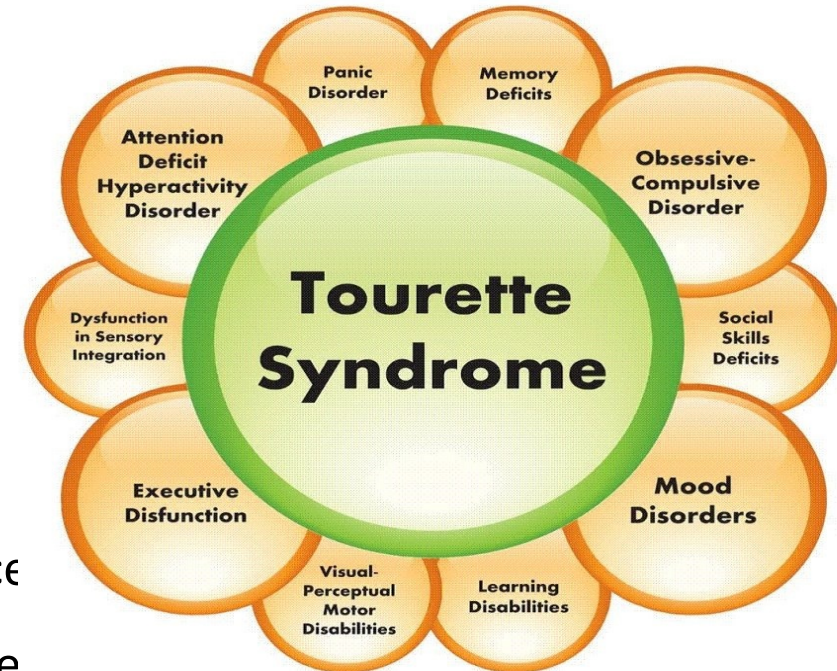 Panic
Disorder
Memory
Deficits
Attention
Deficit
Hyperactivity
Disorder
Obsessive-
Compulsive
Disorder
Tourette
Syndrome
Dysfunction
in Sensory
Integration
Social
Skills
Deficits
Executive
Disfunction
Mood
Disorders
Visual-
Perceptual
Motor
Disabilities
Learning
Disabilities